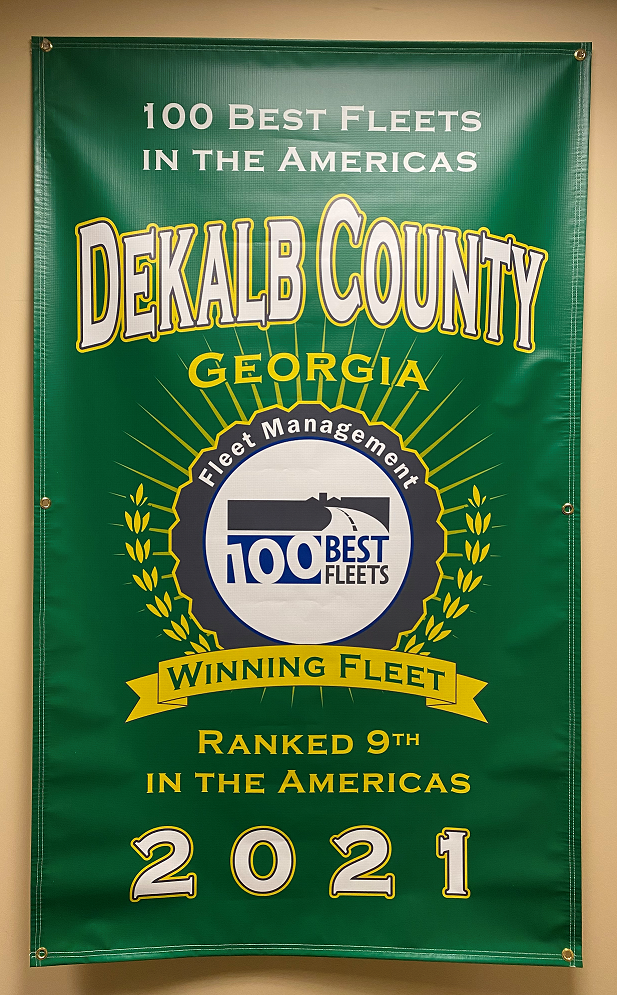 100 BEST FLEETS
IN THE AMERICAS
DEKALB COUNTY
GEORGIA
Fleet Management
100 BEST
FLEETS
WINNING FLEET
RANKED 9TH
IN THE AMERICAS
2021